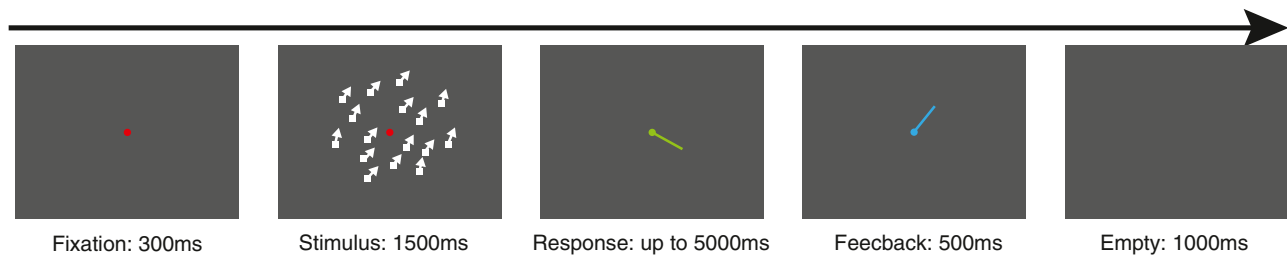 Fixation: 300ms
Stimulus: 1500ms
Response: up to 5000ms
Feecback: 500ms
Empty: 1000ms